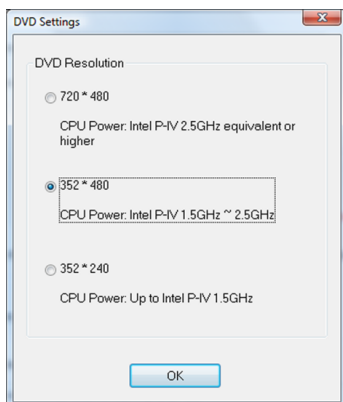 DVD Settings
DVD Resolution
720 * 480
CPU Power: Intel P-IV 2.5GHz equivalent or
higher
352 * 480
CPU Power: Intel P-IV 1.5GHz ~ 2.5GHz
352 * 240
CPU Power: Up to Intel P-IV 1.5GHz
OK